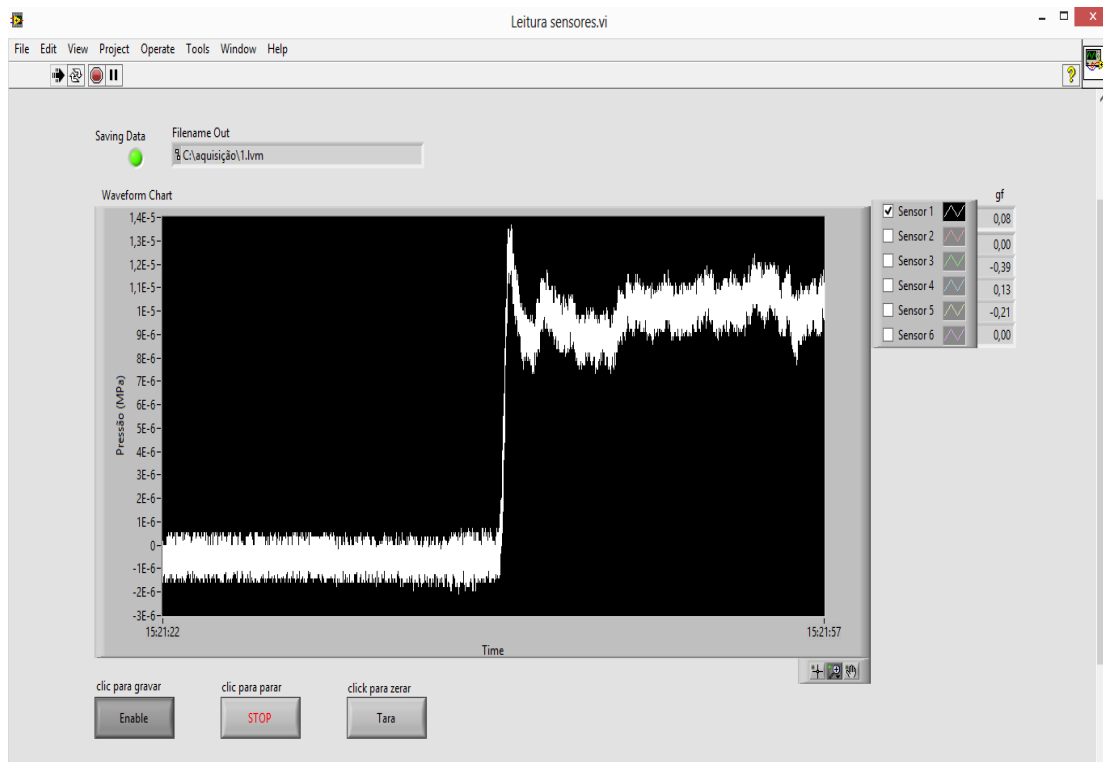 Leitura sensores.vi
File Edit View Project Operate Tools Window Help
Saving Data
Filename Out
C:\aquisição\1.lvm
Waveform Chart
gf
1,4E-5
1,3E-5
1,2E-5
1,1E-5
1E-5
9E-6
8E-6
7E-6
6E-6
5E-6
4E-6
3E-6
2E-6
1E-6
0
-1E-6
-2E-6
-3E-6
Pressão (MPa)
15:21:22
15:21:57
Time
Sensor 1 0,08
Sensor 2 0,00
Sensor 3 -0,39
Sensor 4 0,13
Sensor 5 -0,21
Sensor 6 0,00
clic para gravar
clic para parar
click para zerar
Enable
STOP
Tara